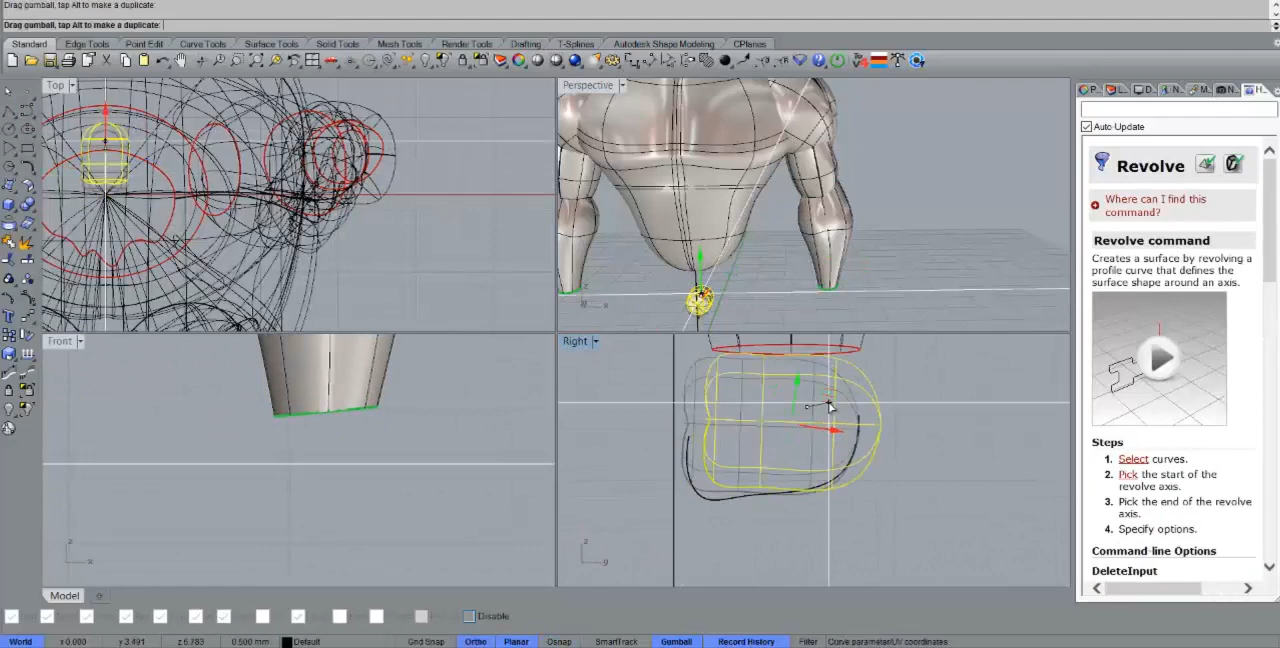 Drag gumball, tap Alt to make a duplicate:
Drag gumball, tap Alt to make a duplicate:
Standard Edge Tools Point Edit Curve Tools Surface Tools Solid Tools Mesh Tools Render Tools Drafting T-Splines Autodesk Shape Modeling CPlanes
Top Perspective
P... L... D... N... M... N... H...
Auto-Update
Revolve
Where can I find this
command?
Revolve command
Creates a surface by revolving a
profile curve that defines the
surface shape around an axis.
Front Right
Steps
1. Select curves.
2. Pick the start of the
revolve axis.
3. Pick the end of the revolve
axis.
4. Specify options.
Command-line Options
DeleteInput
z x
z y
Model
Disable
World x 0.000 y 3.491 z 6.783 0.500 mm Default Grid Snap Ortho Planar Osnap SmartTrack Gumball Record History Filter Curve parameter/UV coordinates